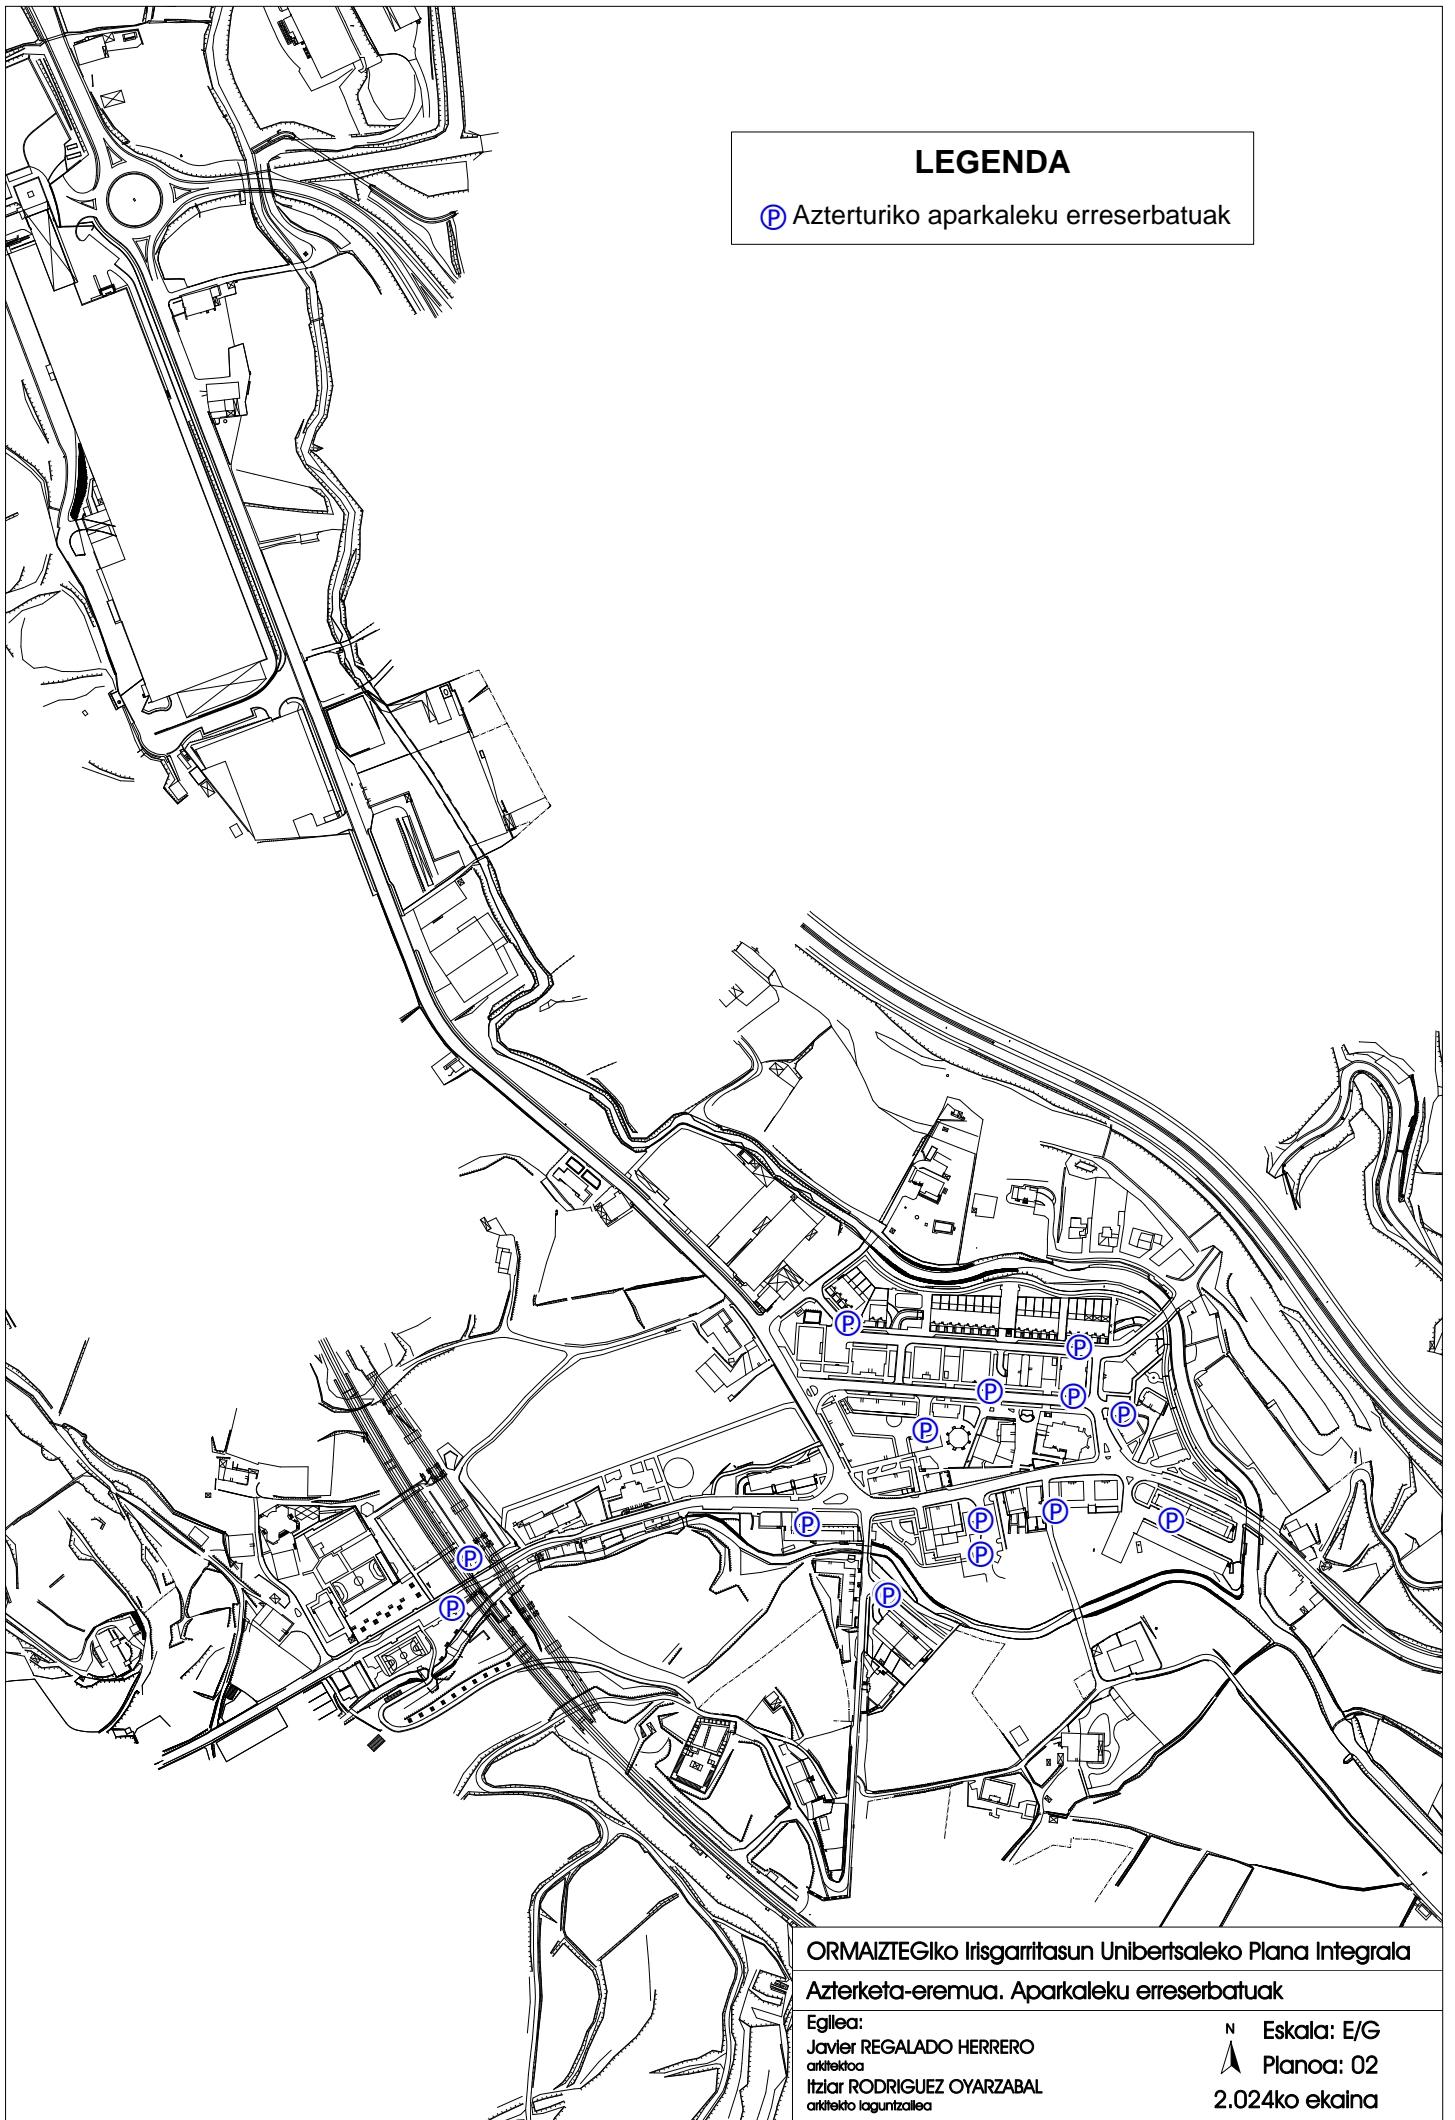 LEGENDA
P Azterturiko aparkaleku erreserbatuak
P
P
P
P
P
P
P
P
P
P
P
P
P
P
ORMAIZTEGIko Irisgarritasun Unibertsaleko Plana Integrala
Azterketa-eremua. Aparkaleku erreserbatuak
Egilea:
Javier REGALADO HERRERO
arkitektoa
Itziar RODRIGUEZ OYARZABAL
arkitekto laguntzailea
N
Eskala: E/G
Planoa: 02
2.024ko ekaina